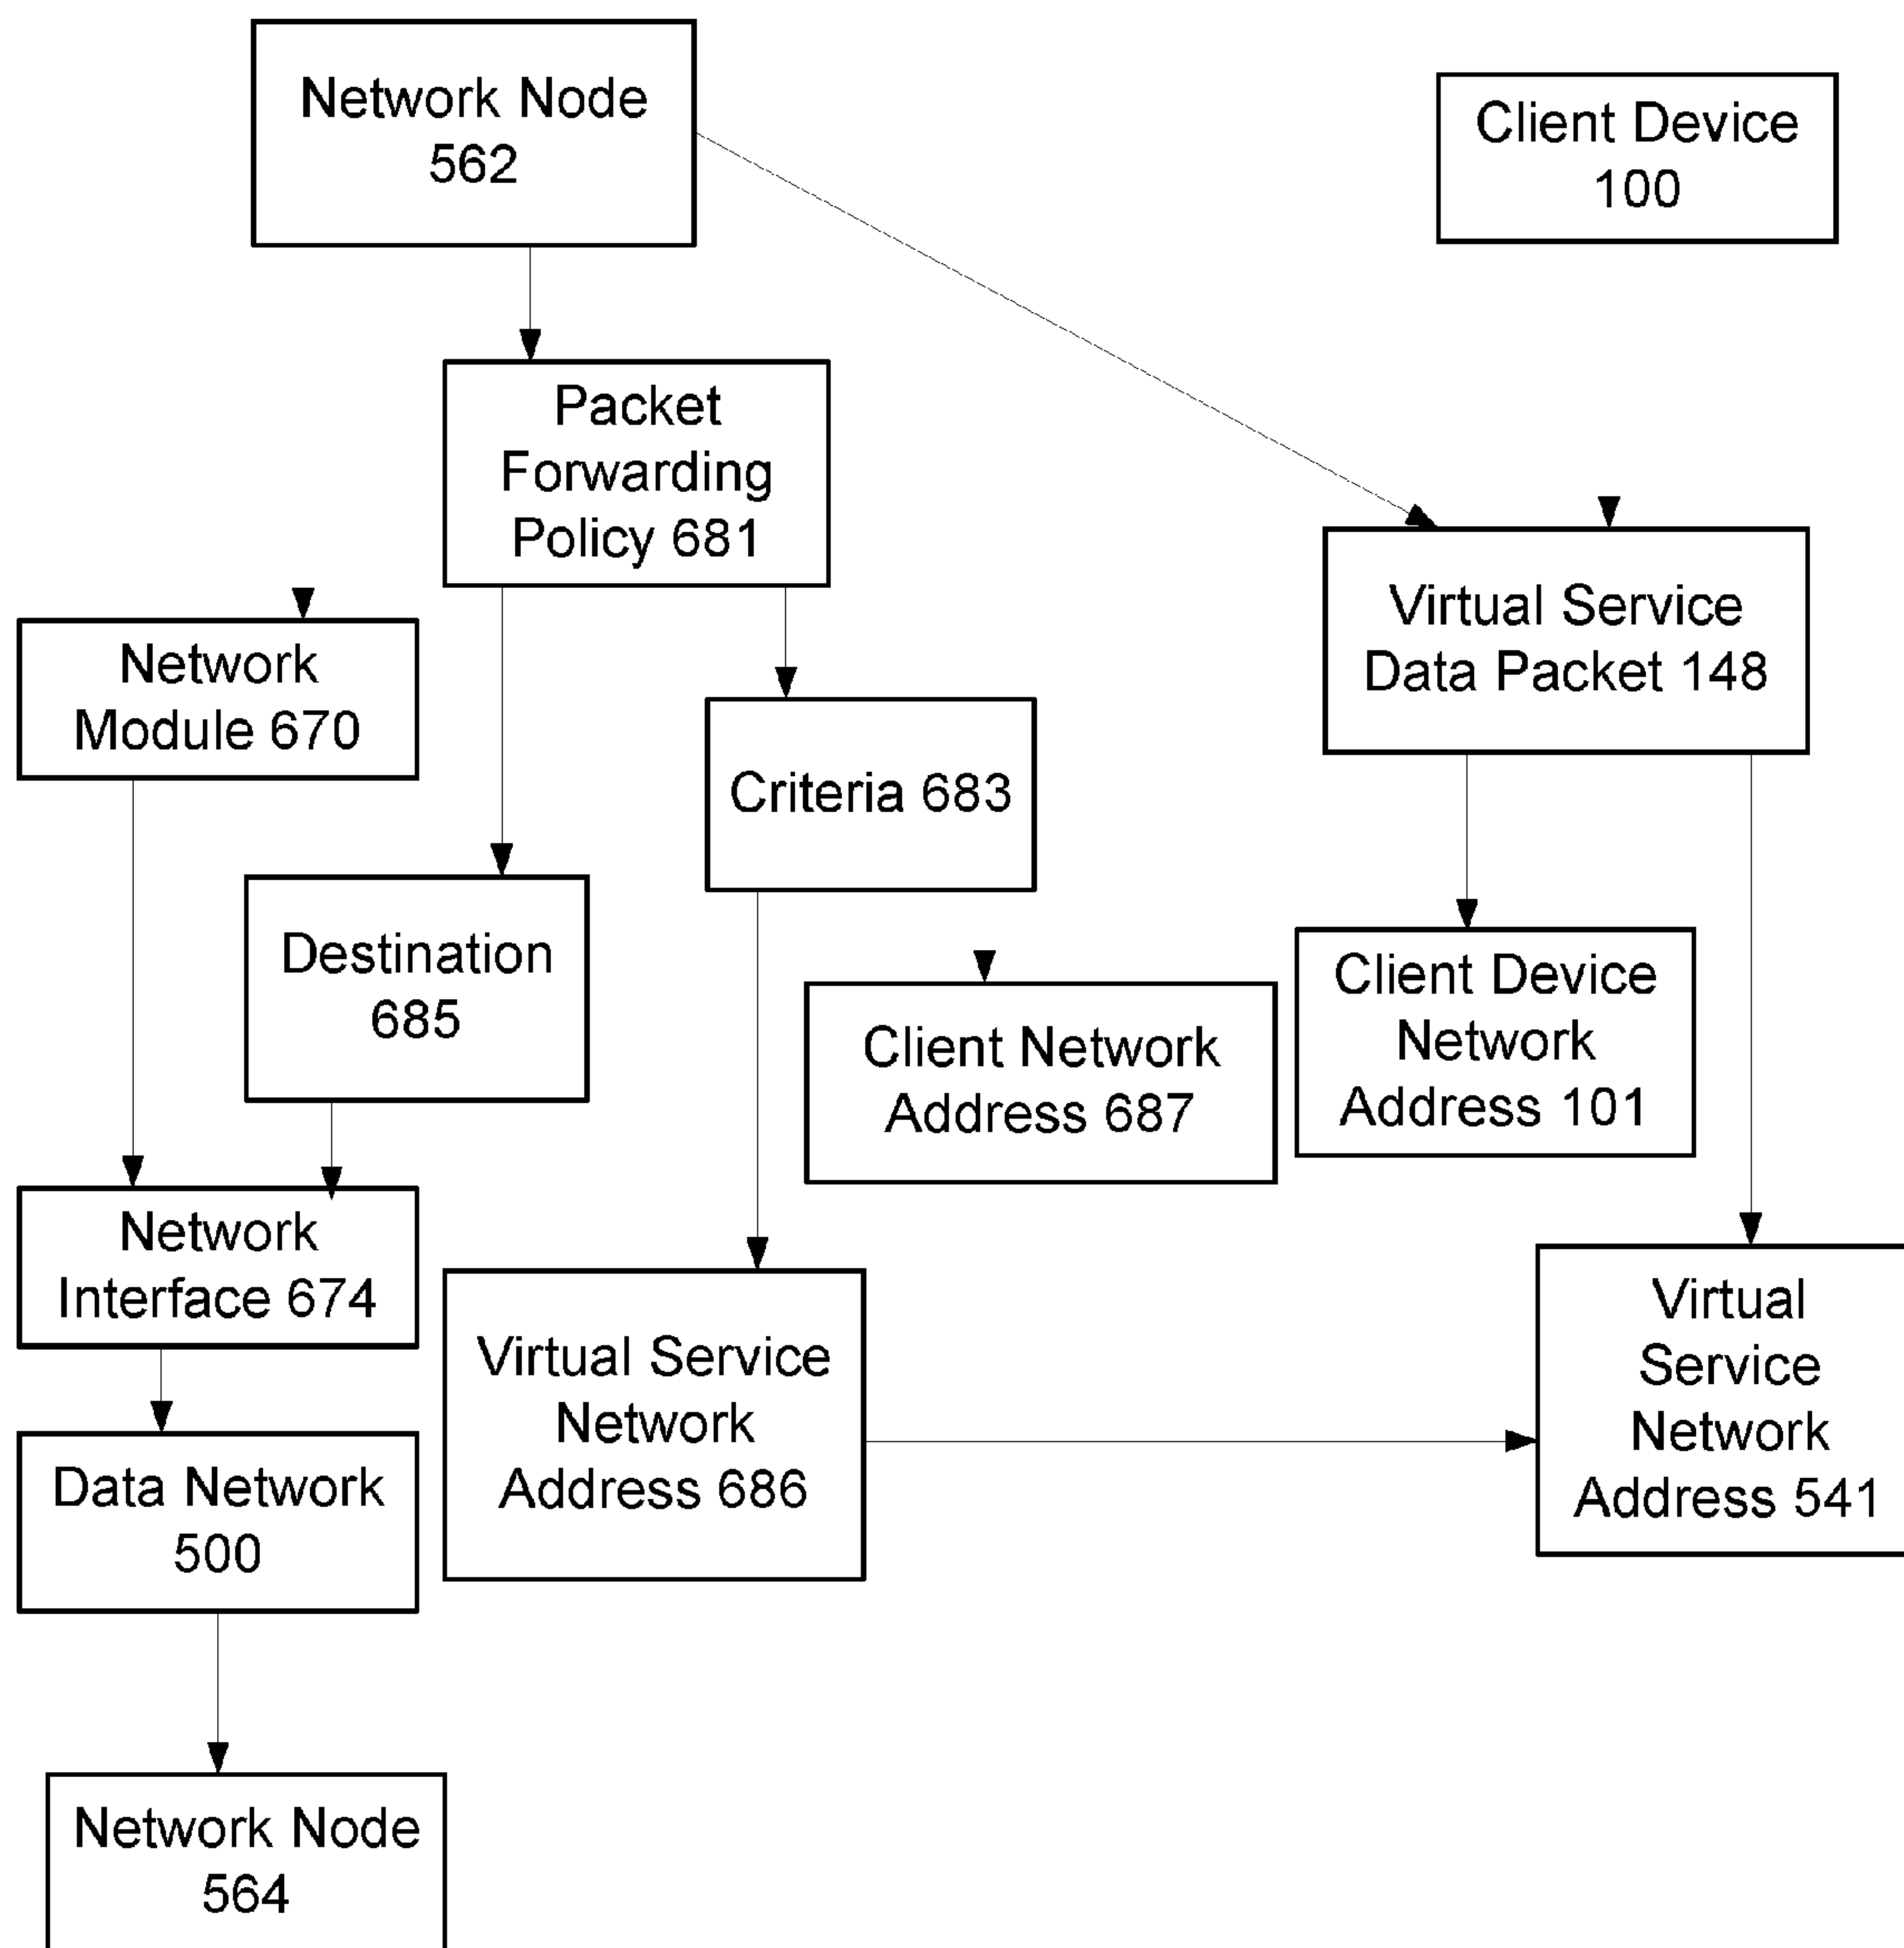 Network Node
562
Client Device
100
Packet
Forwarding
Policy 681
Network
Module 670
Virtual Service
Data Packet 148
Criteria 683
Destination
685
Client Network
Address 687
Client Device
Network
Address 101
Network
Interface 674
Virtual Service
Network
Address 686
Virtual
Service
Network
Address 541
Data Network
500
Network Node
564